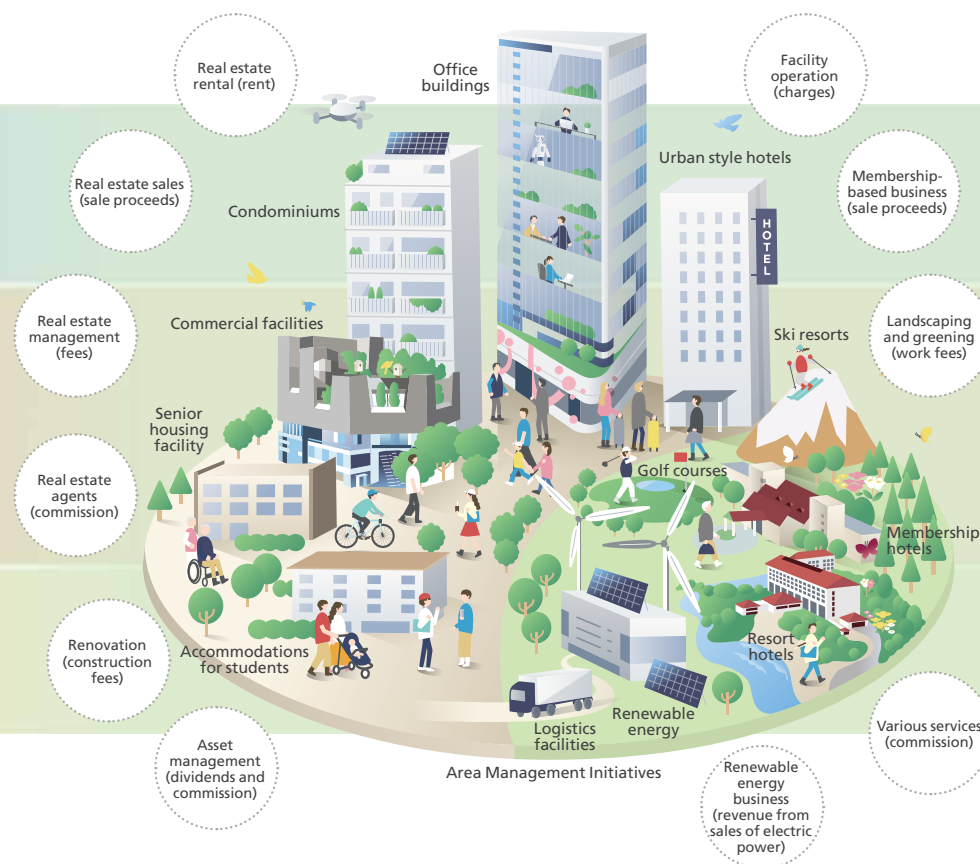 Real estate
rental (rent)
Office
buildings
Facility
operation
(charges)
Real estate sales
(sale proceeds)
Condominiums
Urban style hotels
Membership-
based business
(sale proceeds)
HOTEL
Real estate
management
(fees)
Commercial facilities
Ski resorts
Landscaping
and greening
(work fees)
Senior
housing
facility
Real estate
agents
(commission)
Golf courses
Membership
hotels
Renovation
(construction
fees)
Accommodations
for students
Resort
hotels
Asset
management
(dividends and
commission)
Logistics
facilities
Renewable
energy
Various services
(commission)
Area Management Initiatives
Renewable
energy
business
(revenue from
sales of electric
power)